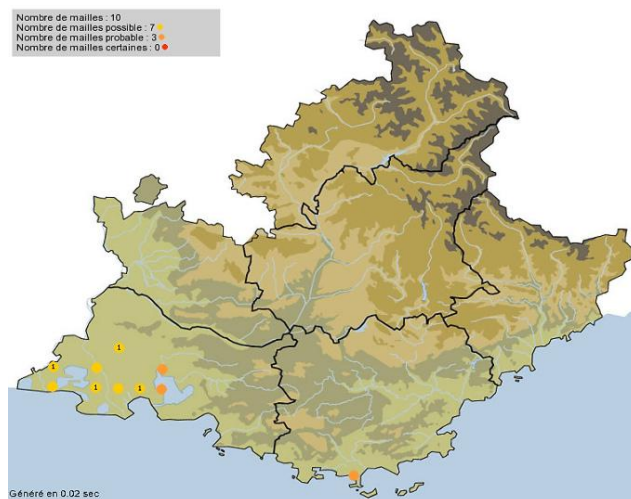 Nombre de mailles : 10
Nombre de mailles possible : 7
Nombre de mailles probable : 3
Nombre de mailles certaines : 0
1
1
1
1
Généré en 0.02 sec